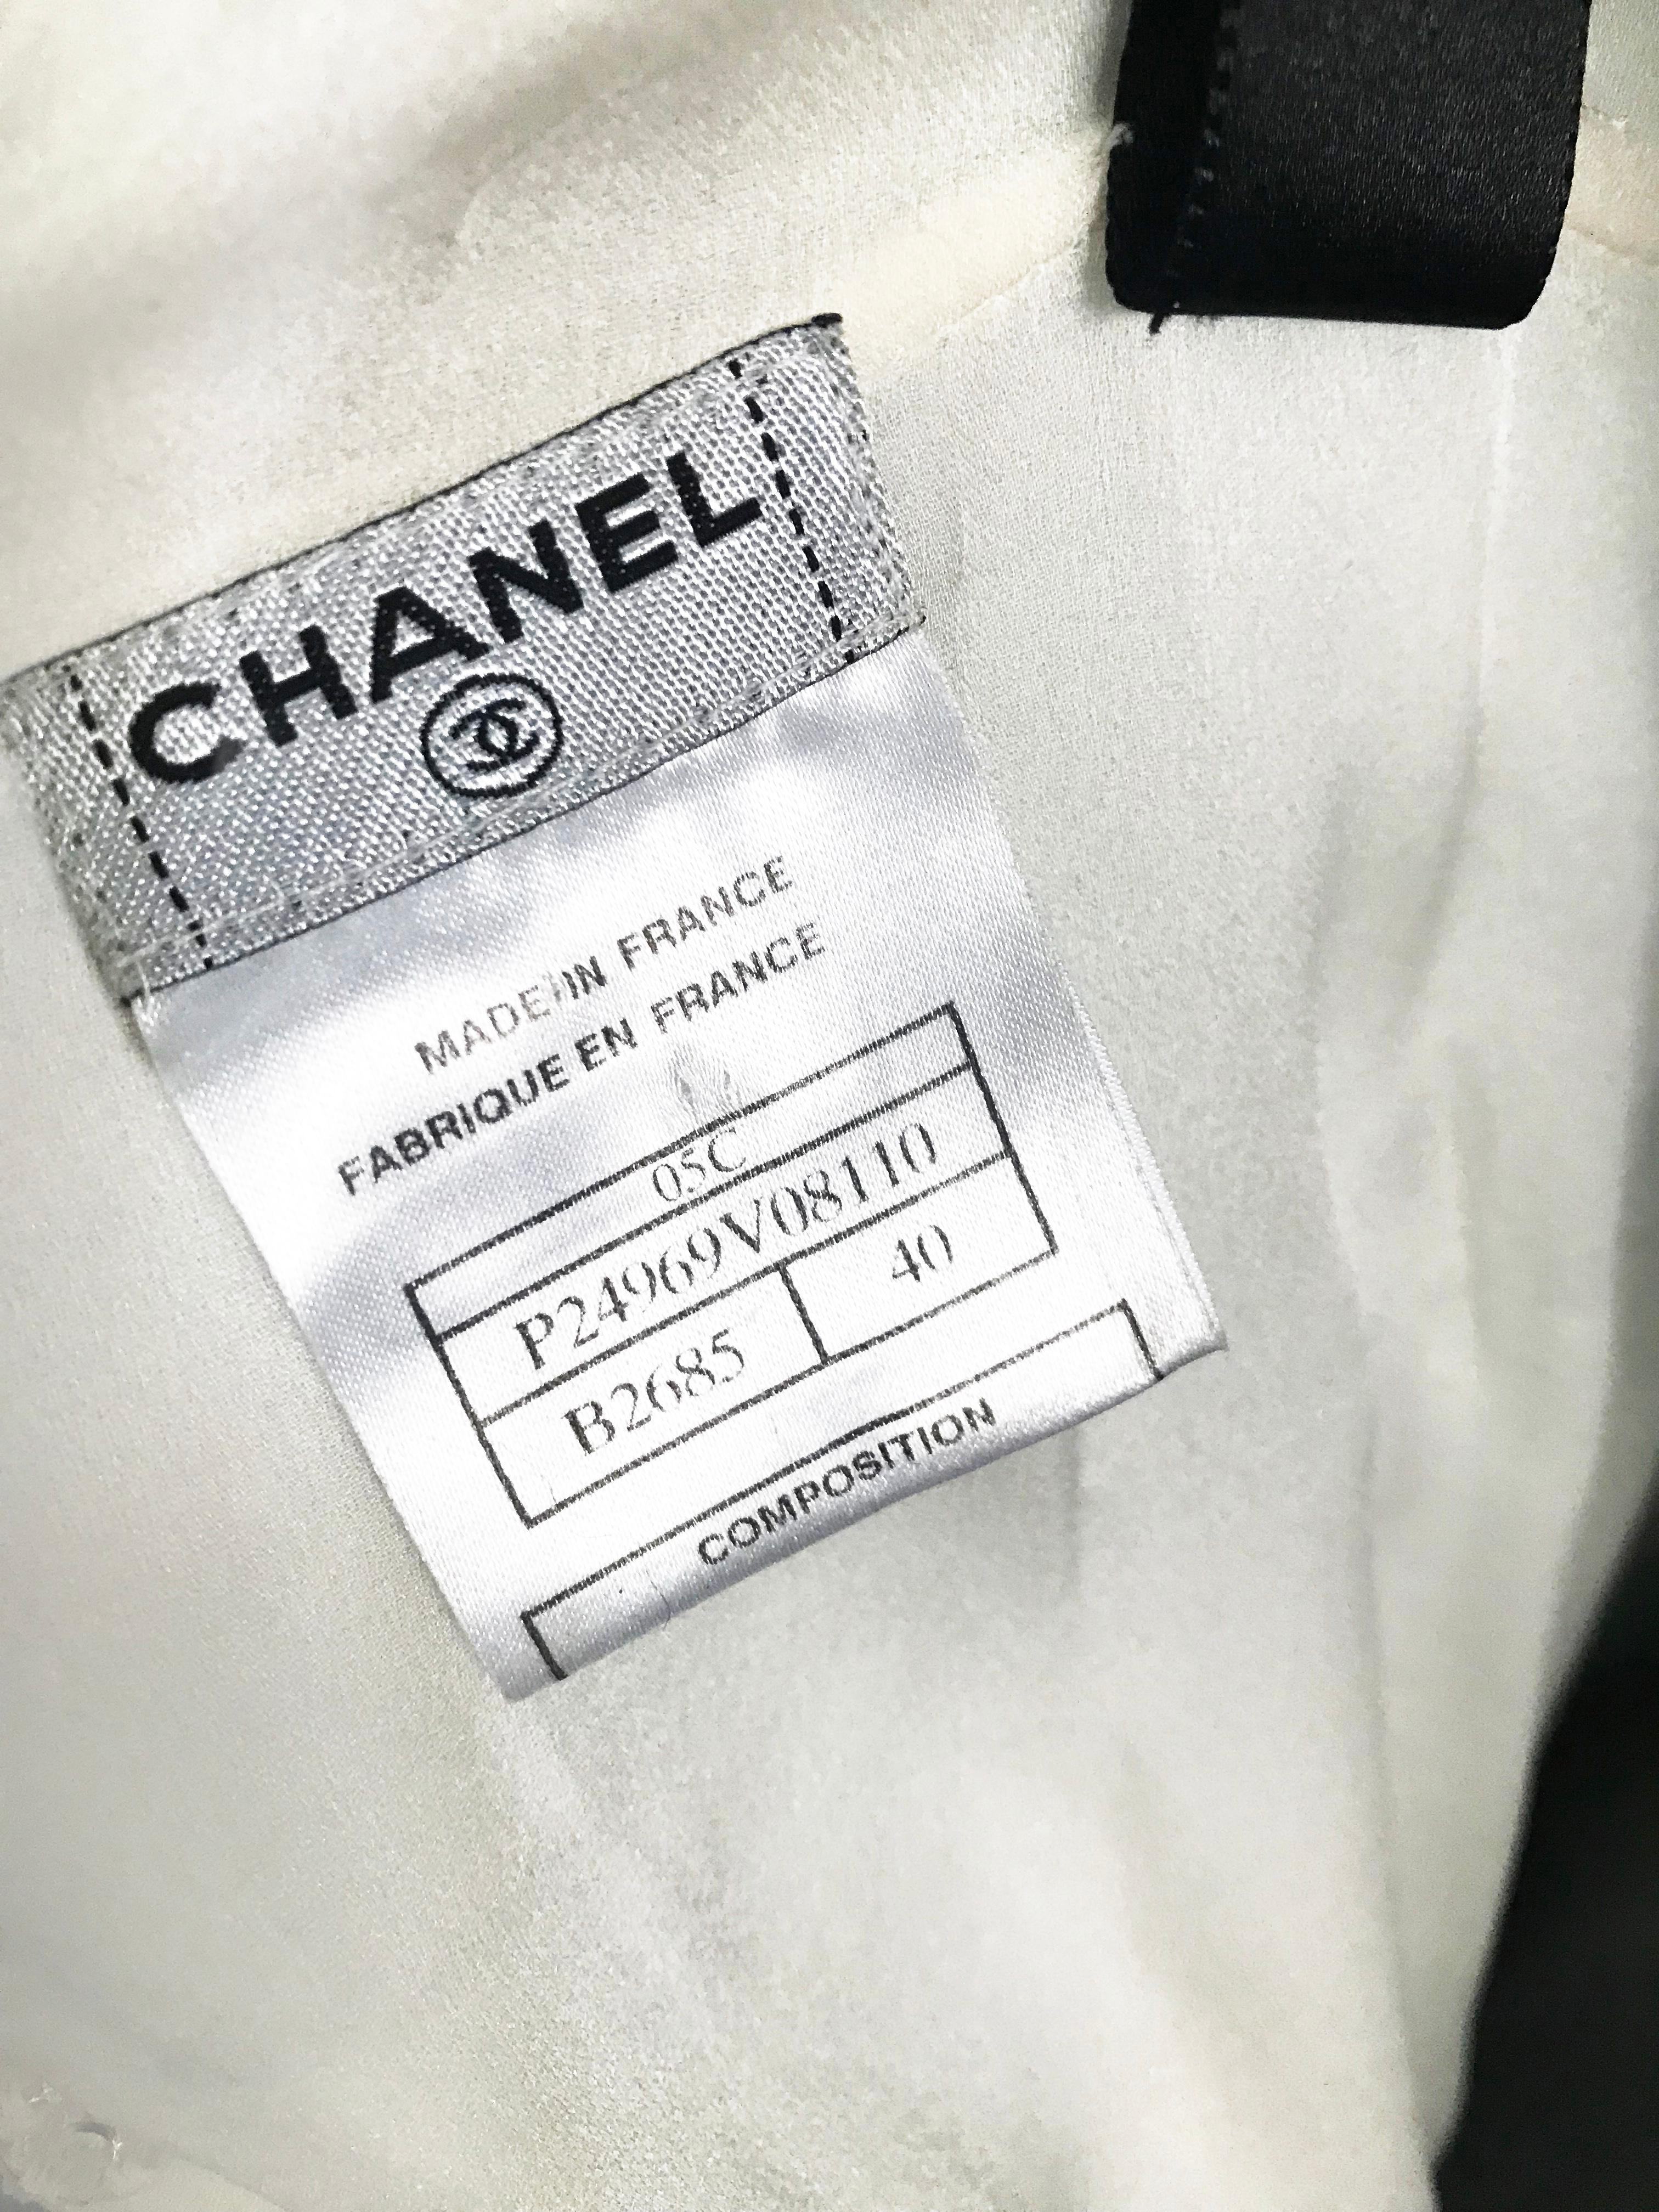 CHANEL
MADE IN FRANCE
FABRIQUE EN FRANCE
05C
P24969V08110
B2685 40
COMPOSITION